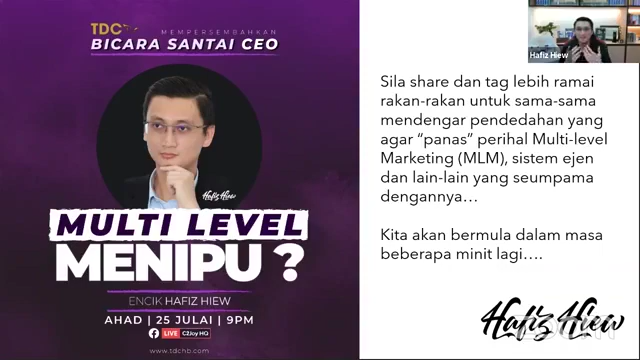 TDC
MEMPERSEMBAHKAN
BICARA SANTAI CEO
Hafiz Hiew
MULTI LEVEL
MENIPU ?
ENCIK HAFIZ HIEW
AHAD | 25 JULAI | 9PM
LIVE C2Joy HQ
www.tdchb.com
Hafiz Hiew
Sila share dan tag lebih ramai
rakan-rakan untuk sama-sama
mendengar pendedahan yang
agar “panas” perihal Multi-level
Marketing (MLM), sistem ejen
dan lain-lain yang seumpama
dengannya…
Kita akan bermula dalam masa
beberapa minit lagi….
Hafiz Hiew